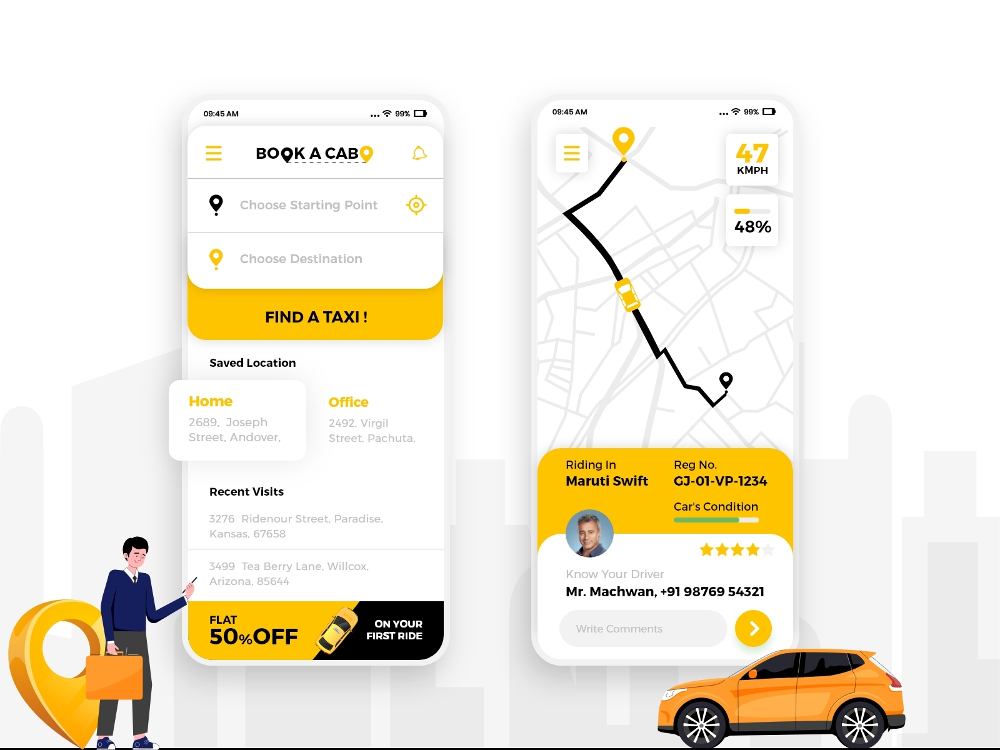 09:45 AM
99%
BOOK A CAB
Choose Starting Point
Choose Destination
FIND A TAXI !
Saved Location
Home
2689, Joseph
Street, Andover,
Office
2492, Virgil
Street, Pachuta,
Recent Visits
3276 Ridenour Street, Paradise,
Kansas, 67658
3499 Tea Berry Lane, Willcox,
Arizona, 85644
FLAT
50%OFF
ON YOUR
FIRST RIDE
09:45 AM
99%
47
KMPH
48%
Riding In
Maruti Swift
Reg No.
GJ-01-VP-1234
Car's Condition
Know Your Driver
Mr. Machwan, +91 98769 54321
Write Comments